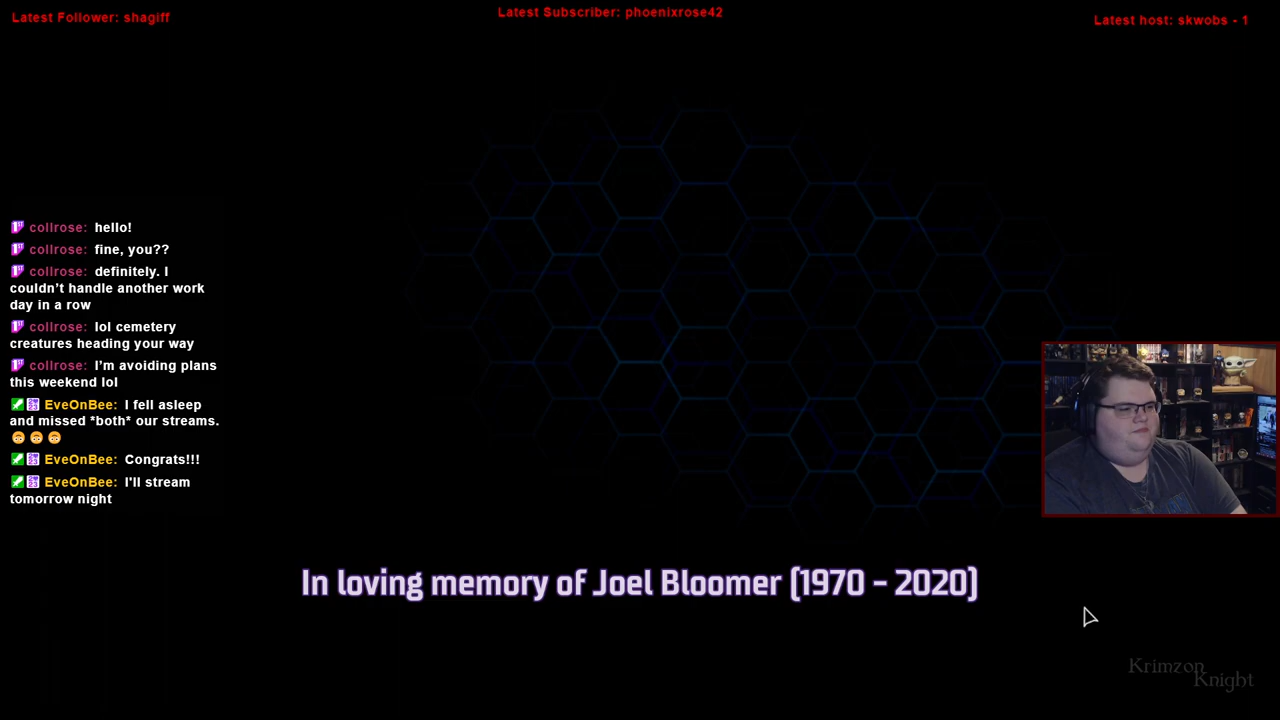 Latest Follower: shagiff
Latest Subscriber: phoenixrose42
Latest host: skwobs - 1
collrose: hello!
collrose: fine, you??
collrose: definitely. I
couldn't handle another work
day in a row
collrose: lol cemetery
creatures heading your way
collrose: I'm avoiding plans
this weekend lol
EveOnBee: I fell asleep
and missed *both* our streams.
EveOnBee: Congrats!!!
EveOnBee: I'll stream
tomorrow night
In loving memory of Joel Bloomer (1970 - 2020)
Krimzon
Knight